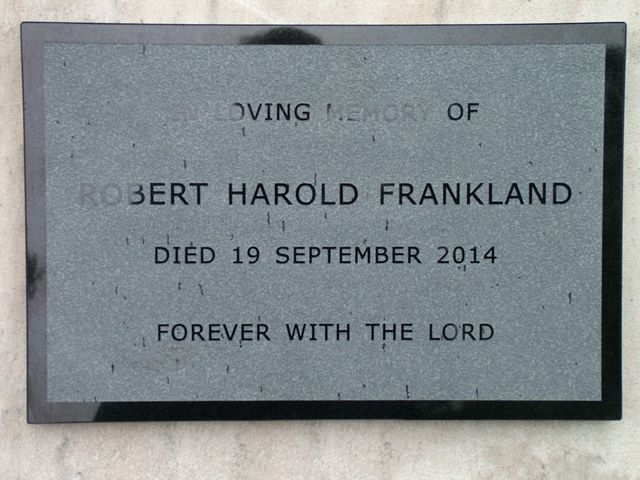 IN LOVING MEMORY OF
ROBERT HAROLD FRANKLAND
DIED 19 SEPTEMBER 2014
FOREVER WITH THE LORD